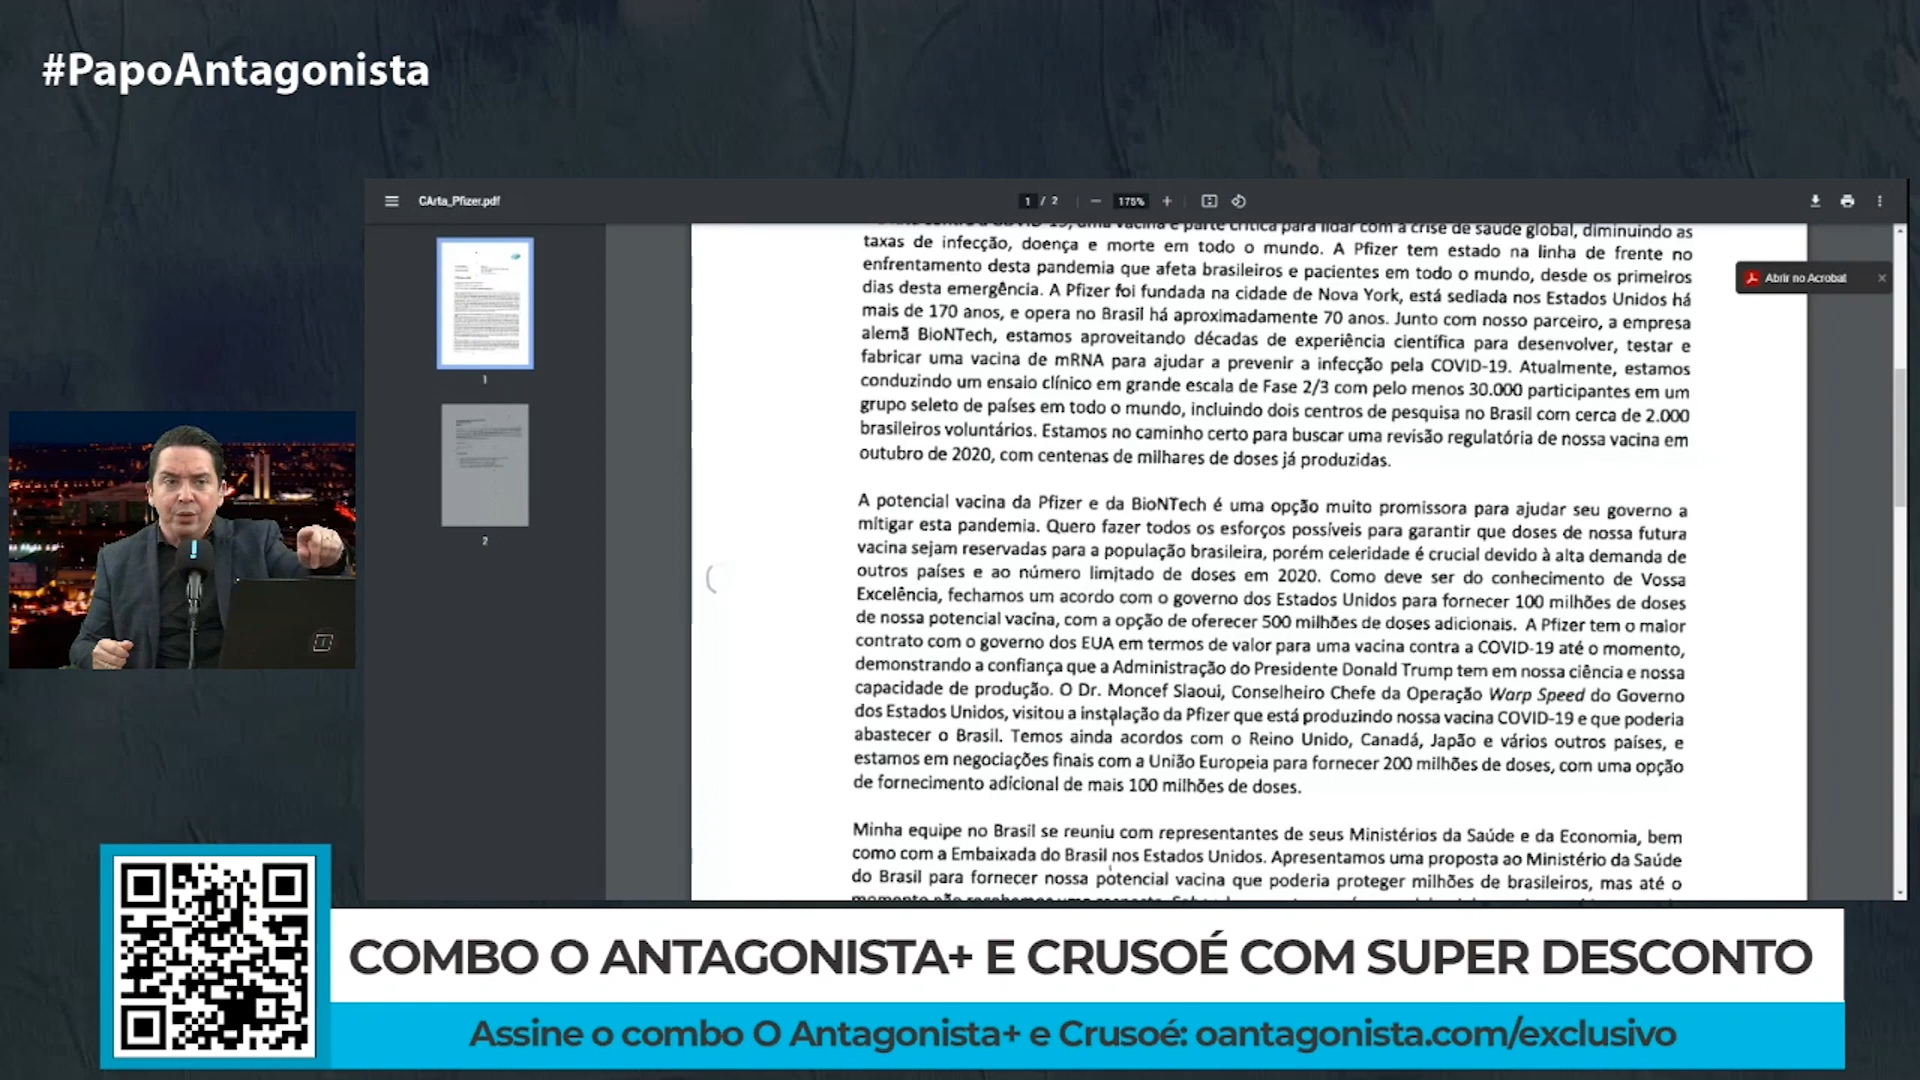 #PapoAntagonista
CArta_Pfizer.pdf
1 / 2
175%
Abrir no Acrobat
1
2
uma vacina é parte crítica para lidar com a crise de saúde global, diminuindo as
taxas de infecção, doença e morte em todo o mundo. A Pfizer tem estado na linha de frente no
enfrentamento desta pandemia que afeta brasileiros e pacientes em todo o mundo, desde os primeiros
dias desta emergência. A Pfizer foi fundada na cidade de Nova York, está sediada nos Estados Unidos há
mais de 170 anos, e opera no Brasil há aproximadamente 70 anos. Junto com nosso parceiro, a empresa
alemã BioNTech, estamos aproveitando décadas de experiência científica para desenvolver, testar e
fabricar uma vacina de mRNA para ajudar a prevenir a infecção pela COVID-19. Atualmente, estamos
conduzindo um ensaio clínico em grande escala de Fase 2/3 com pelo menos 30.000 participantes em um
grupo seleto de países em todo o mundo, incluindo dois centros de pesquisa no Brasil com cerca de 2.000
brasileiros voluntários. Estamos no caminho certo para buscar uma revisão regulatória de nossa vacina em
outubro de 2020, com centenas de milhares de doses já produzidas.
A potencial vacina da Pfizer e da BioNTech é uma opção muito promissora para ajudar seu governo a
mitigar esta pandemia. Quero fazer todos os esforços possíveis para garantir que doses de nossa futura
vacina sejam reservadas para a população brasileira, porém celeridade é crucial devido à alta demanda de
outros países e ao número limitado de doses em 2020. Como deve ser do conhecimento de Vossa
Excelência, fechamos um acordo com o governo dos Estados Unidos para fornecer 100 milhões de doses
de nossa potencial vacina, com a opção de oferecer 500 milhões de doses adicionais. A Pfizer tem o maior
contrato com o governo dos EUA em termos de valor para uma vacina contra a COVID-19 até o momento,
demonstrando a confiança que a Administração do Presidente Donald Trump tem em nossa ciência e nossa
capacidade de produção. O Dr. Moncef Slaoui, Conselheiro Chefe da Operação Warp Speed do Governo
dos Estados Unidos, visitou a instalação da Pfizer que está produzindo nossa vacina COVID-19 e que poderia
abastecer o Brasil. Temos ainda acordos com o Reino Unido, Canadá, Japão e vários outros países, e
estamos em negociações finais com a União Europeia para fornecer 200 milhões de doses, com uma opção
de fornecimento adicional de mais 100 milhões de doses.
Minha equipe no Brasil se reuniu com representantes de seus Ministérios da Saúde e da Economia, bem
como com a Embaixada do Brasil nos Estados Unidos. Apresentamos uma proposta ao Ministério da Saúde
do Brasil para fornecer nossa potencial vacina que poderia proteger milhões de brasileiros, mas até o
COMBO O ANTAGONISTA+ E CRUSOÉ COM SUPER DESCONTO
Assine o combo O Antagonista+ e Crusoé: oantagonista.com/exclusivo